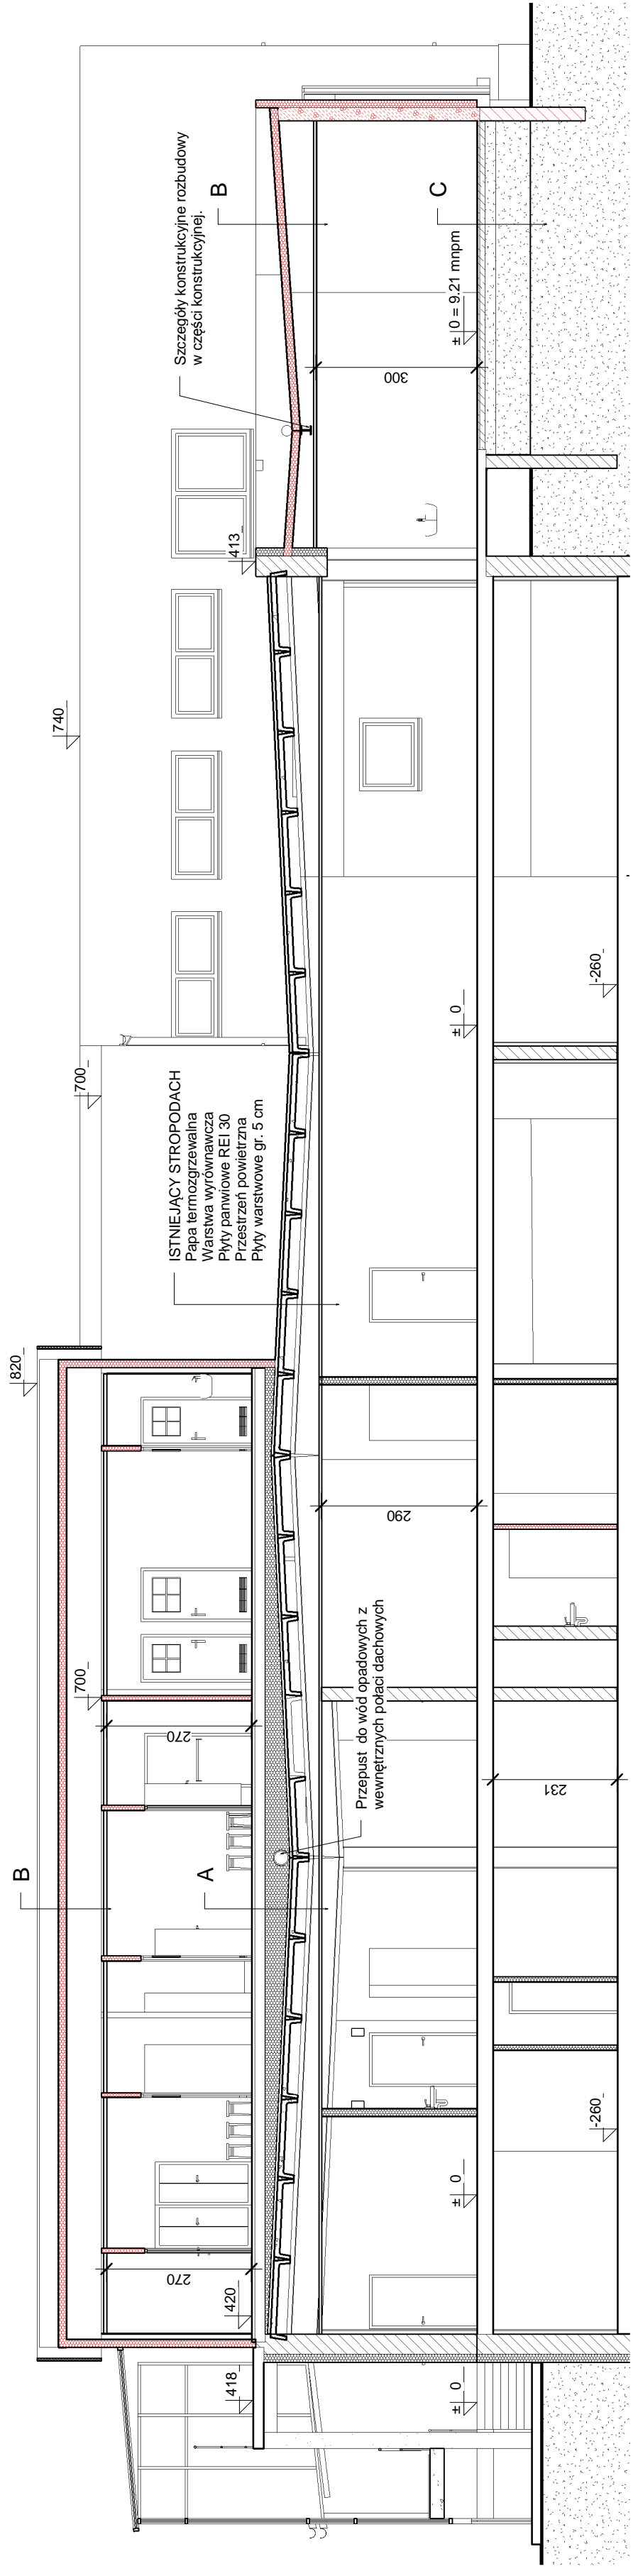 820
B
700
270
270
A
420
418
Przepust do wód opadowych z
wewnętrznych połaci dachowych
290
ISTNIEJĄCY STROPODACH
Papa termozgrzewalna
Warstwa wyrównawcza
Płyty panwiowe REI 30
Przestrzeń powietrzna
Płyty warstwowe gr. 5 cm
700
740
413
Szczegóły konstrukcyjne rozbudowy
w części konstrukcyjnej.
B
C
300
± 0 = 9.21 mnpm
± 0
± 0
± 0
231
-260
-260